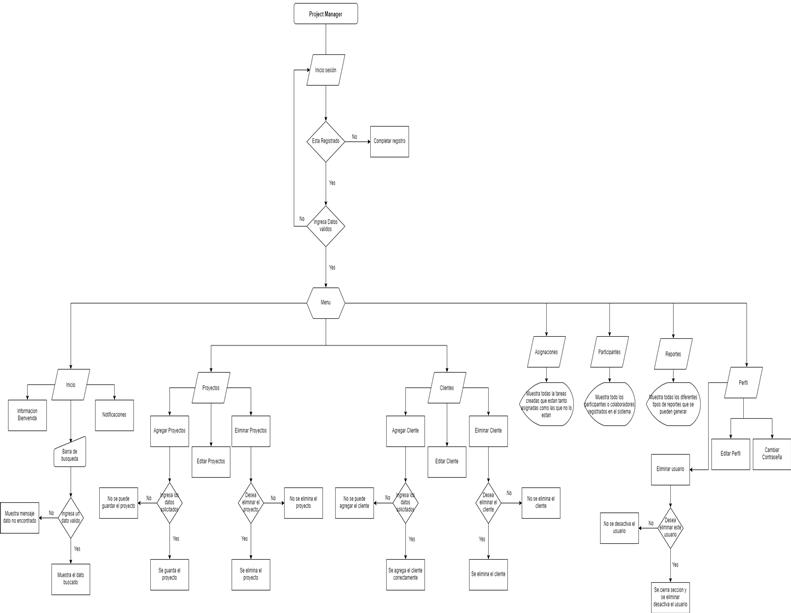 Project Manager
Inicio sesión
Esta Registrado
No
Completar registro
Yes
Ingresa Datos
validos
No
Yes
Menu
Inicio
Informacion
Bienvenida
Notificaciones
Barra de
busqueda
Ingresa un
dato valido
No
Muestra mensaje
dato no encontrado
Yes
Muestra el dato
buscado
Proyectos
Agregar Proyectos
Editar Proyectos
Eliminar Proyectos
Ingresa los
datos
solicitados
No
No se puede
guardar el proyecto
Yes
Se guarda el
proyecto
Desea
eliminar el
proyecto
No
No se elimina el
proyecto
Yes
Se elimina el
proyecto
Clientes
Agregar Cliente
Editar Cliente
Eliminar Cliente
Ingresa los
datos
solicitados
No
No se puede
agregar el cliente
Yes
Se agrega el cliente
correctamente
Desea
eliminar el
cliente
No
No se elimina el
cliente
Yes
Se elimina el cliente
Asignaciones
Muestra todas la tareas
creadas que estan tanto
asignadas como las que no lo
estan
Participantes
Muestra todo los
participantes o colaboradores
registrados en el sistema
Reportes
Muestra todas los diferentes
tipos de reportes que se
pueden generar
Perfil
Editar Perfil
Cambiar
Contraseña
Eliminar usuario
Desea
eliminar este
usuario
No
No se desactiva el
usuario
Yes
Se cierra seccion y
se eliminar
desactiva el usuario